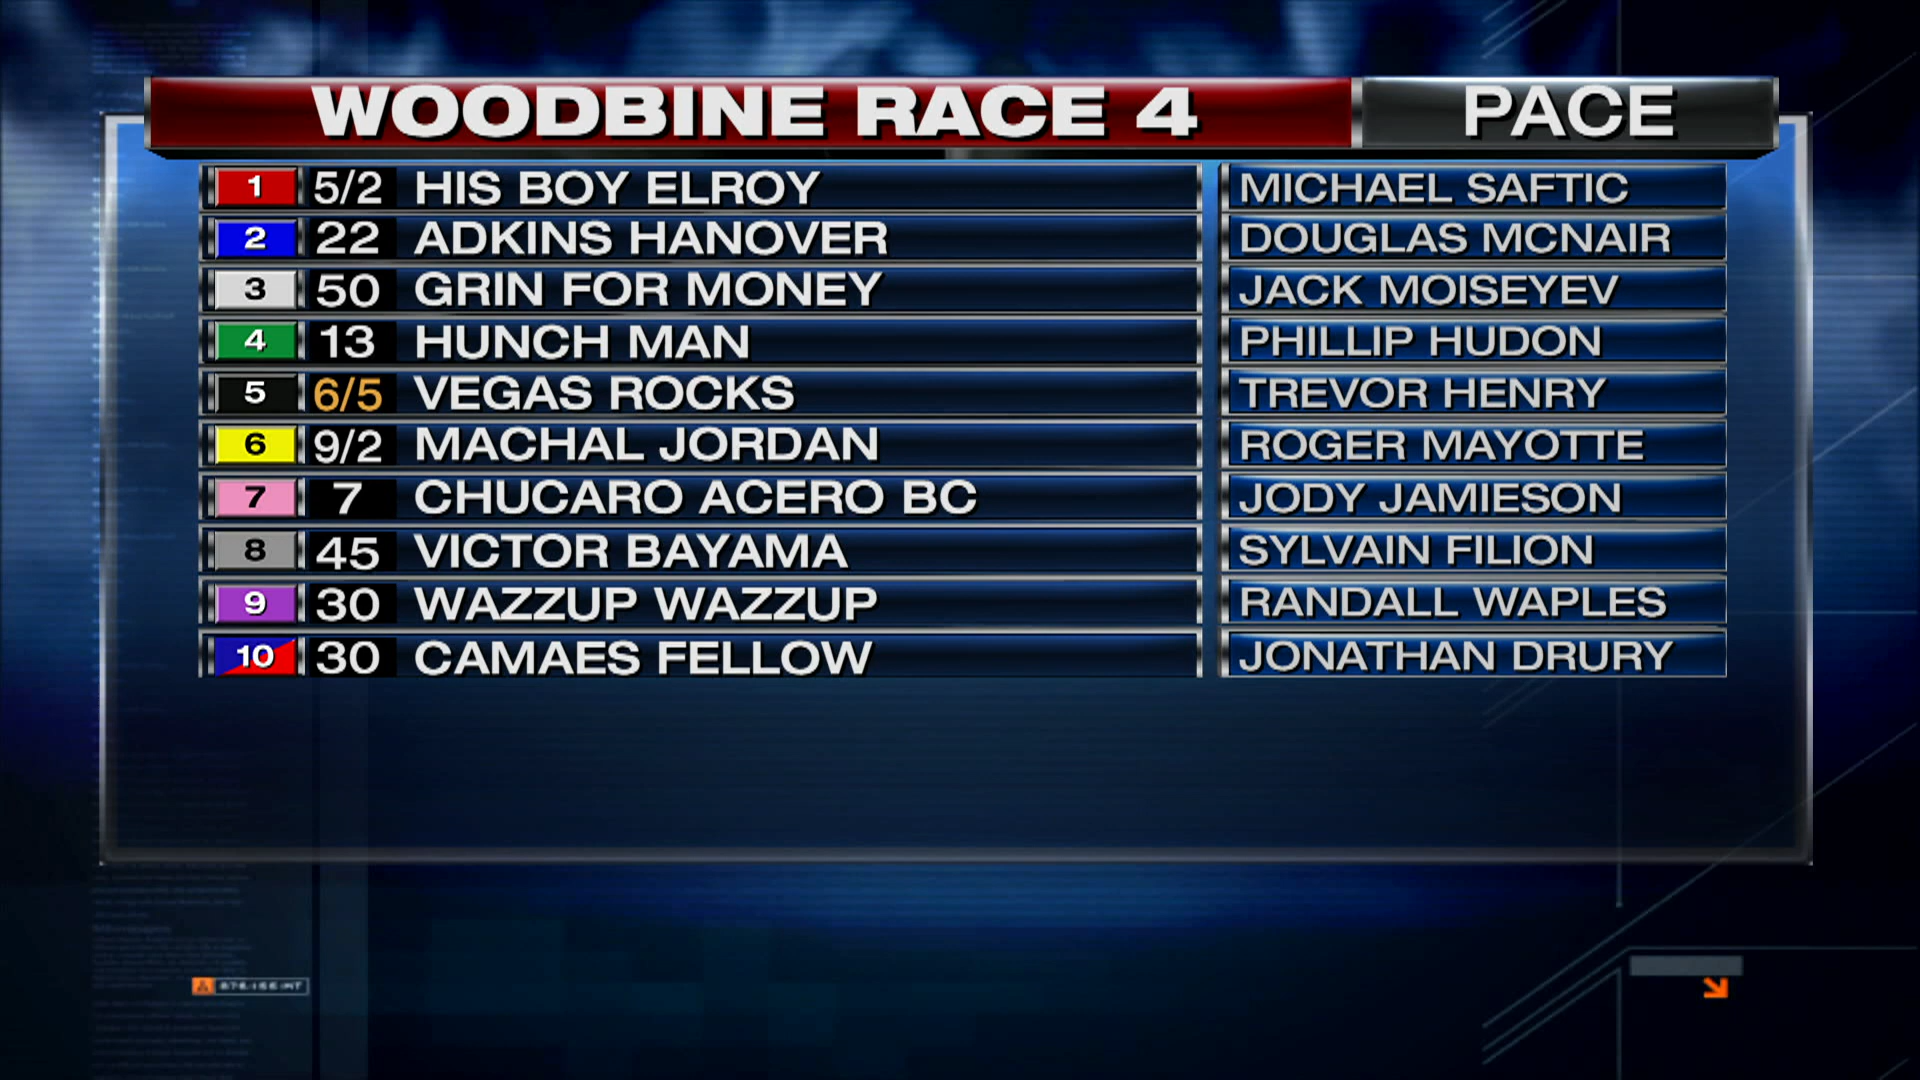 WOODBINE RACE 4 PACE
1 5/2 HIS BOY ELROY MICHAEL SAFTIC
2 22 ADKINS HANOVER DOUGLAS MCNAIR
3 50 GRIN FOR MONEY JACK MOISEYEV
4 13 HUNCH MAN PHILLIP HUDON
5 6/5 VEGAS ROCKS TREVOR HENRY
6 9/2 MACHAL JORDAN ROGER MAYOTTE
7 7 CHUCARO ACERO BC JODY JAMIESON
8 45 VICTOR BAYAMA SYLVAIN FILION
9 30 WAZZUP WAZZUP RANDALL WAPLES
10 30 CAMAES FELLOW JONATHAN DRURY